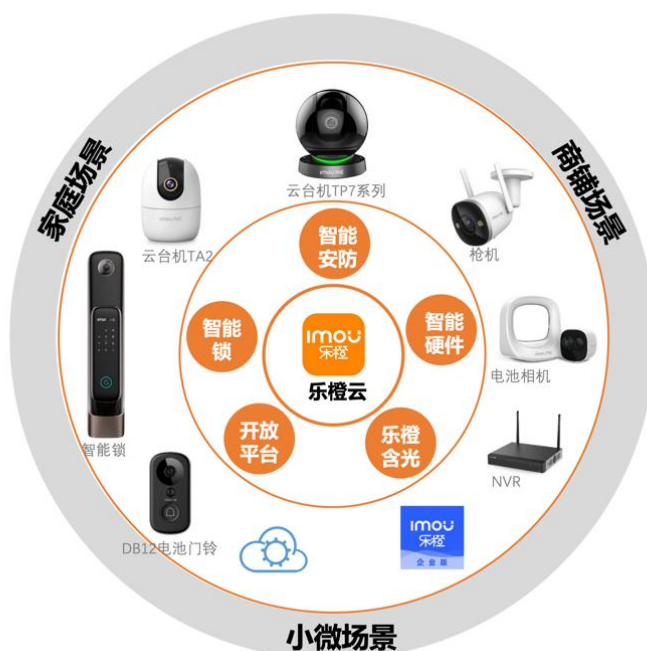 家庭场景
商铺场景
小微场景
云台机TP7系列
云台机TA2
枪机
智能
安防
智能
锁
智能
硬件
imou
乐橙
乐橙云
开放
平台
乐橙
含光
电池相机
智能锁
NVR
DB12电池门铃
imou
乐橙
企业版